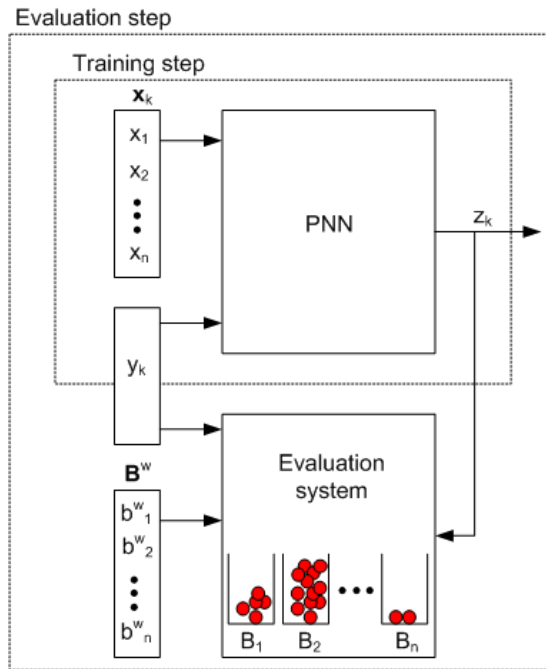 Evaluation step
Training step
x_k
x_1
x_2
x_n
PNN
z_k
y_k
Evaluation
system
B^w
b^w_1
b^w_2
b^w_n
B_1 B_2 B_n